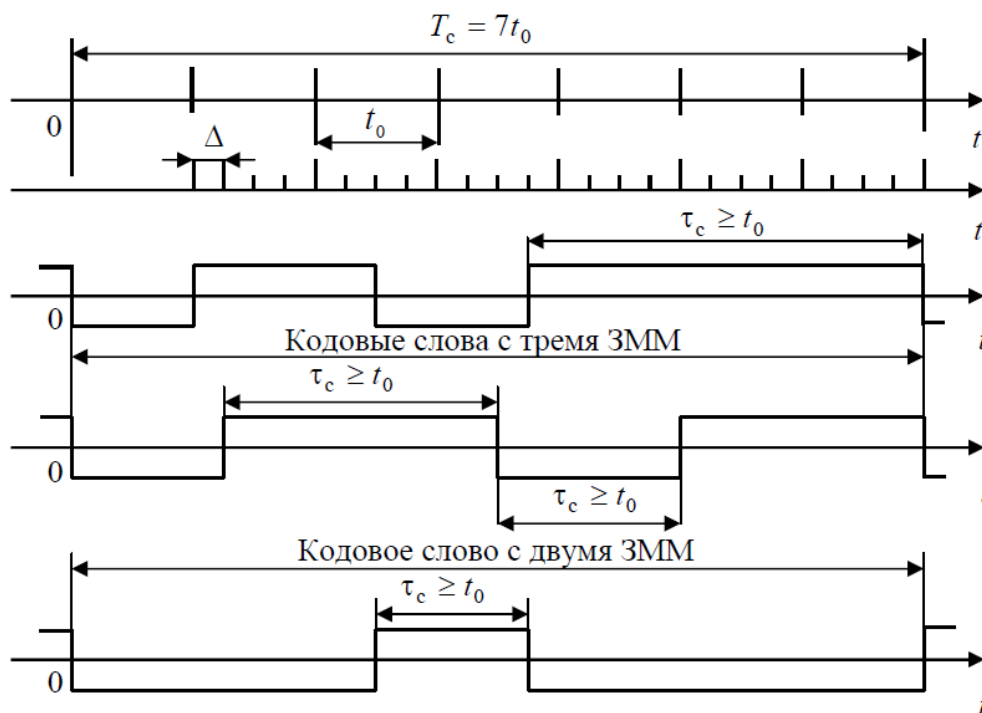 T_c = 7t_0
0
t_0
t
Δ
t
τ_c ≥ t_0
0
Кодовые слова с тремя ЗММ
τ_c ≥ t_0
0
τ_c ≥ t_0
Кодовое слово с двумя ЗММ
τ_c ≥ t_0
0